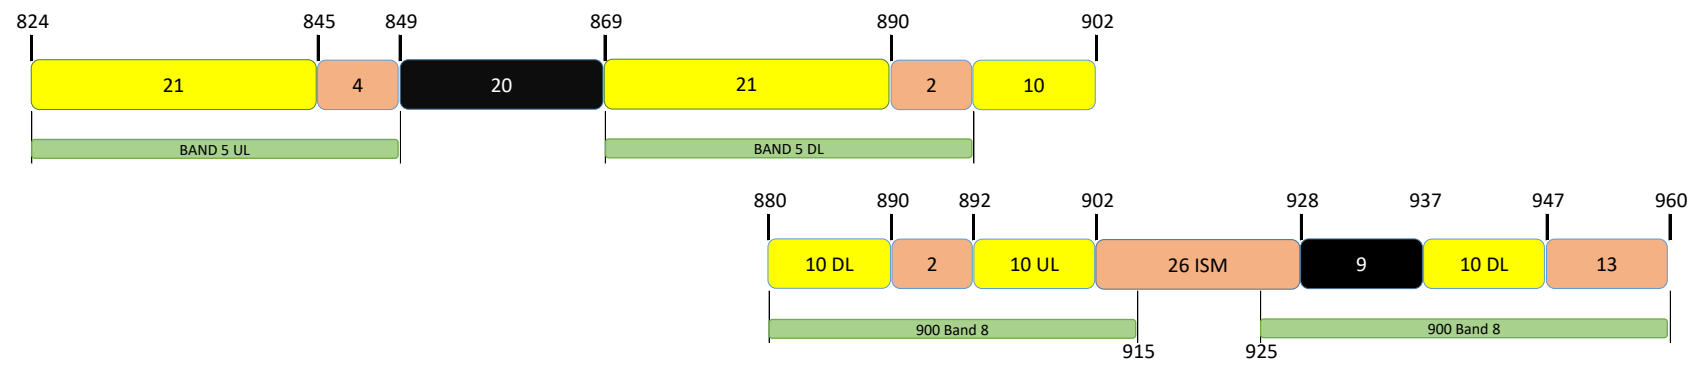 824 845 849 869 890 902
21 4 20 21 2 10
BAND 5 UL BAND 5 DL
880 890 892 902 928 937 947 960
10 DL 2 10 UL 26 ISM 9 10 DL 13
900 Band 8 900 Band 8
915 925